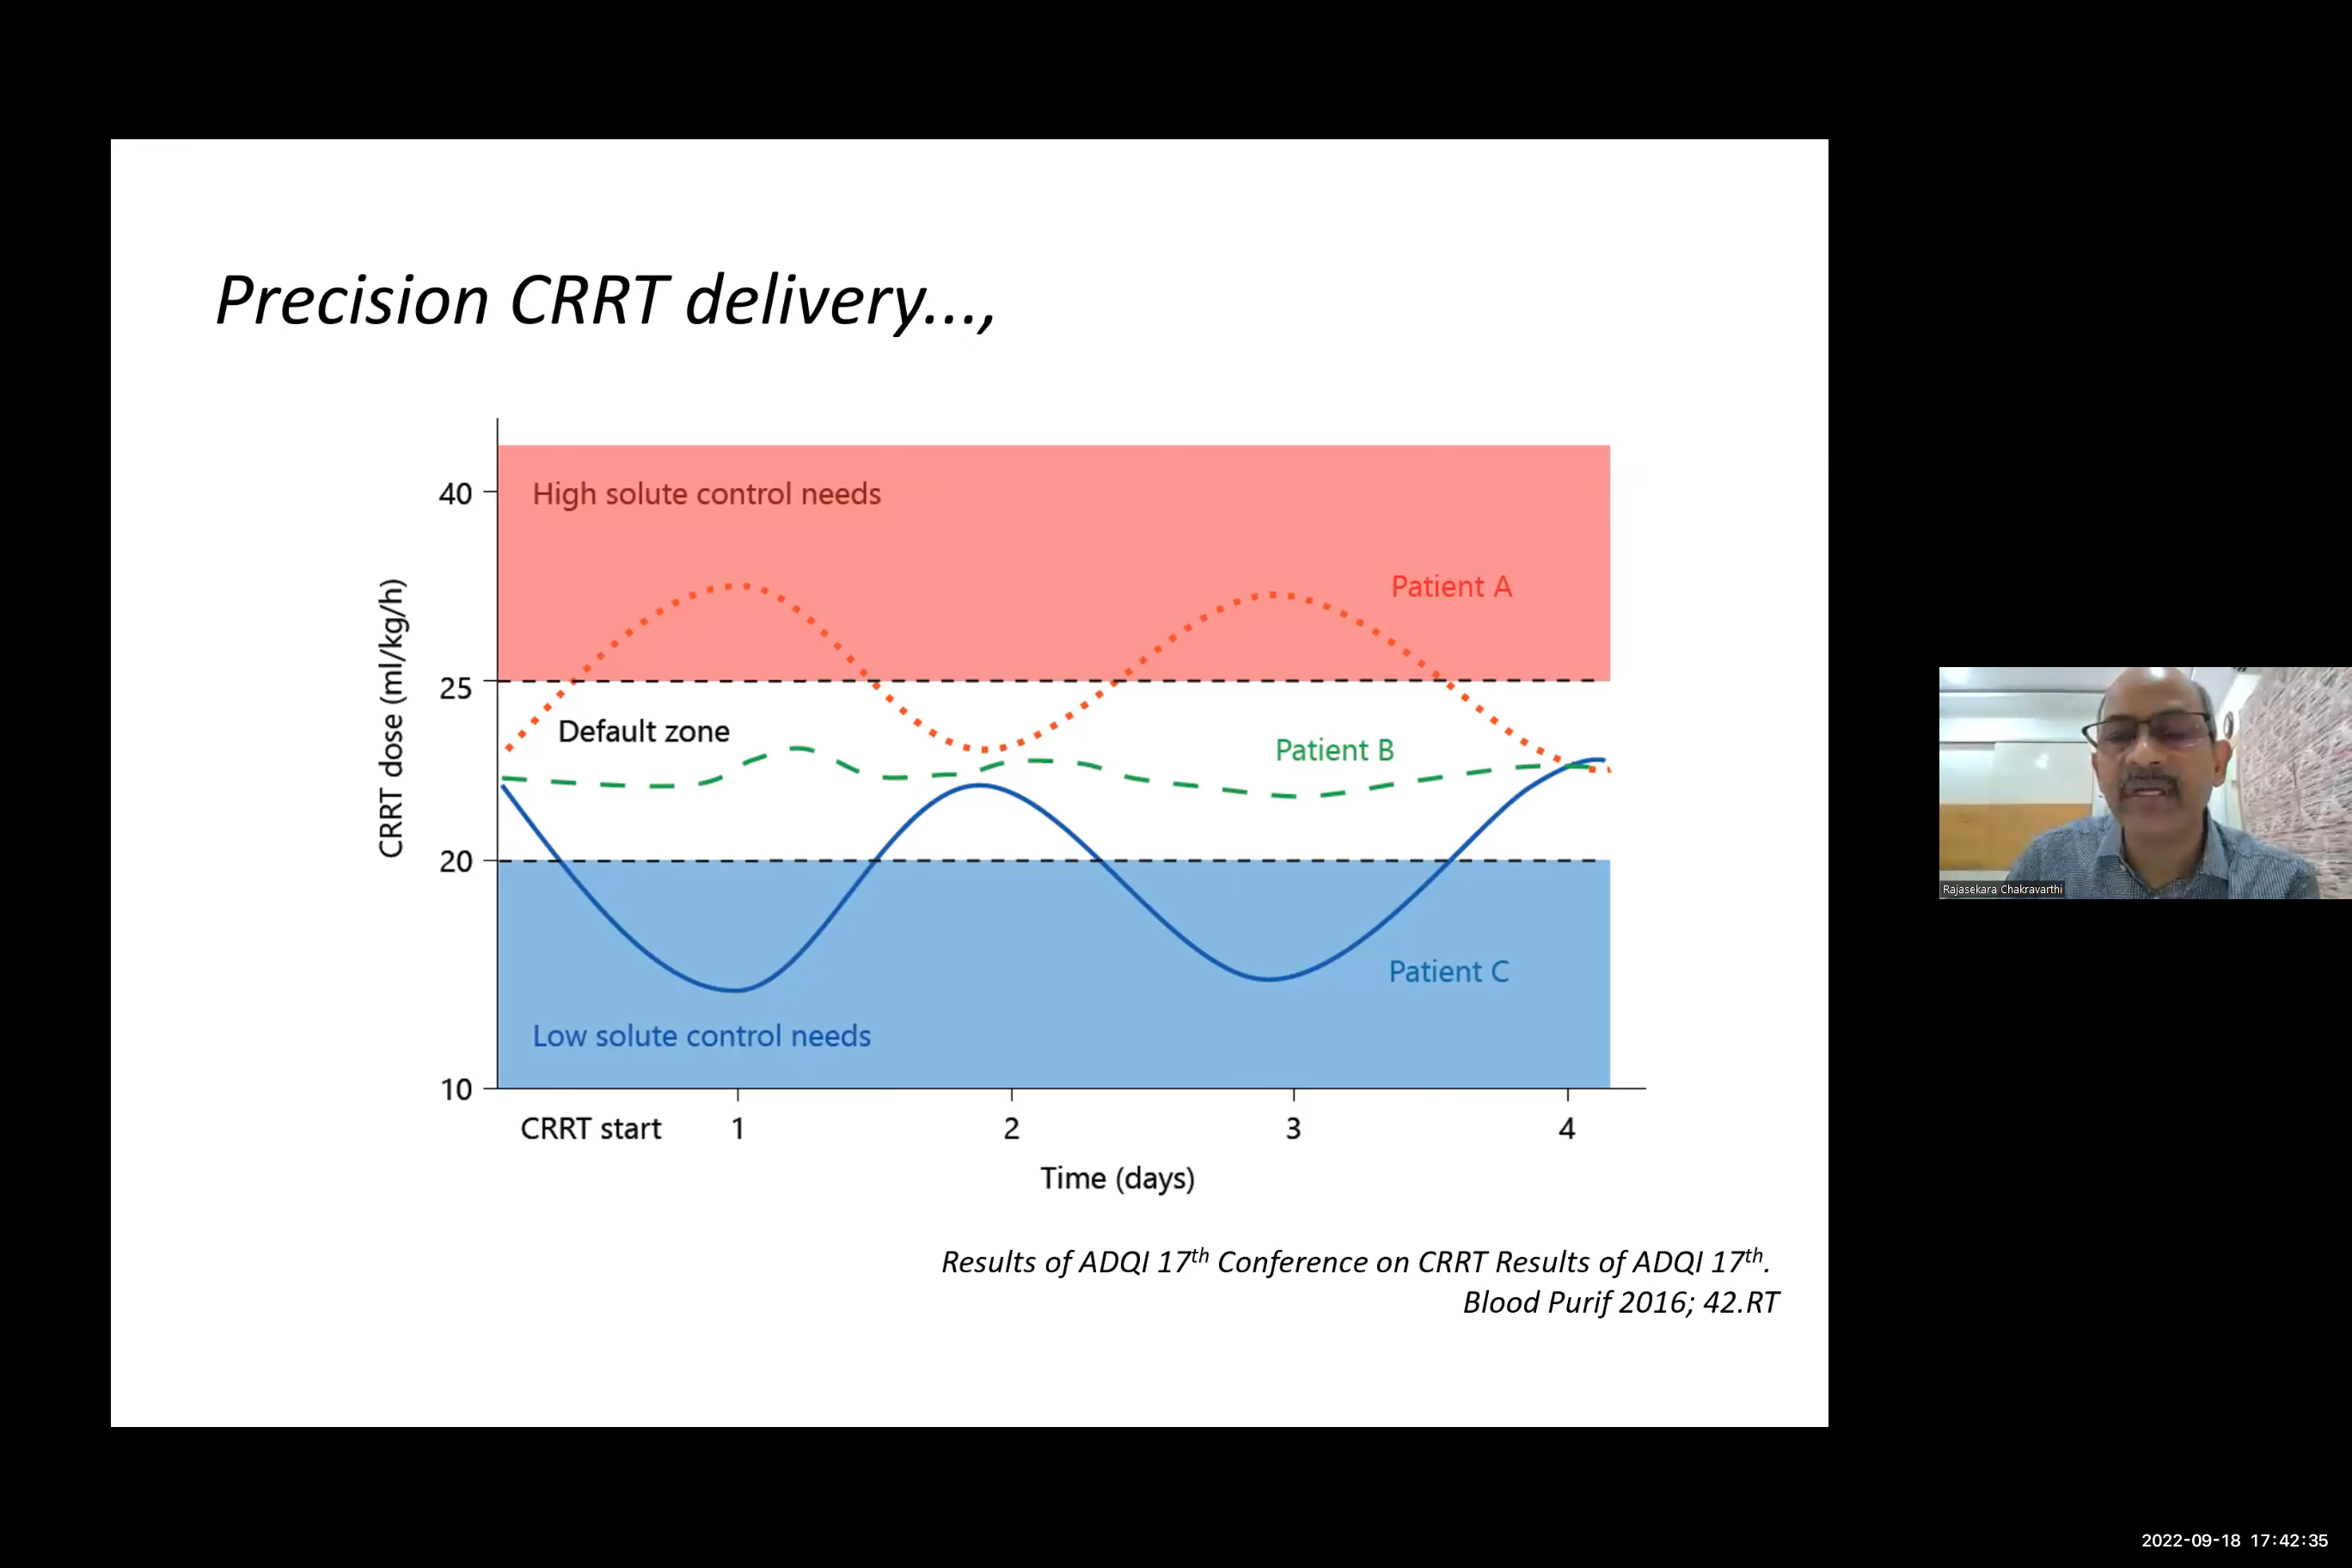 Precision CRRT delivery...,
CRRT dose (ml/kg/h)
40
High solute control needs
Patient A
25
Default zone
Patient B
20
Patient C
Low solute control needs
10
CRRT start 1 2 3 4
Time (days)
Results of ADQI 17th Conference on CRRT Results of ADQI 17th.
Blood Purif 2016; 42.RT
Rajasekara Chakravarthi
2022-09-18 17:42:35